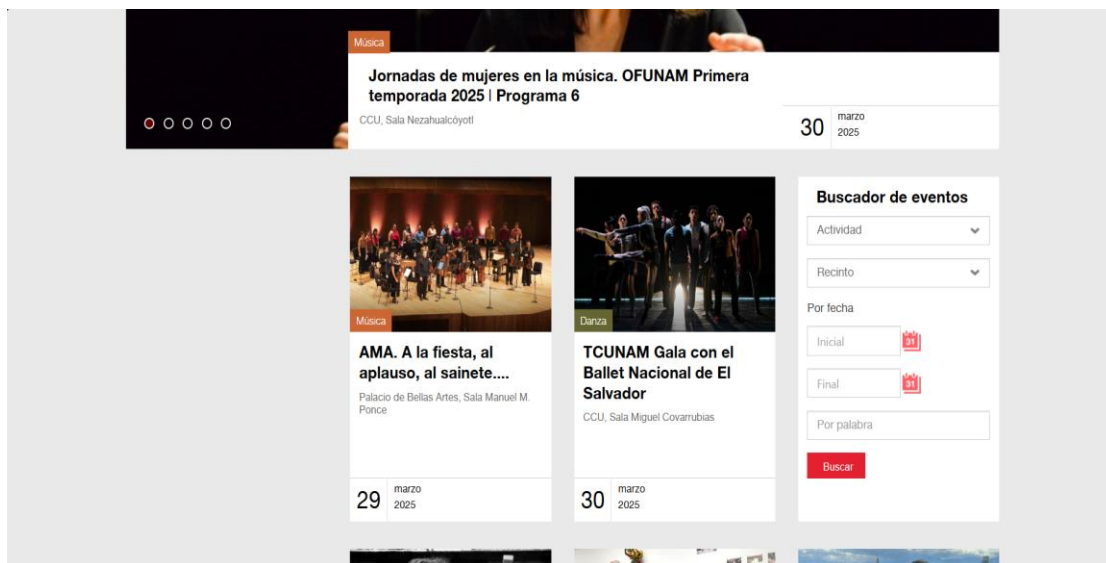 Música
Jornadas de mujeres en la música. OFUNAM Primera
temporada 2025 | Programa 6
CCU, Sala Nezahualcóyotl
30
marzo
2025
Música
AMA. A la fiesta, al
aplauso, al sainete....
Palacio de Bellas Artes, Sala Manuel M.
Ponce
29
marzo
2025
Danza
TCUNAM Gala con el
Ballet Nacional de El
Salvador
CCU, Sala Miguel Covarrubias
30
marzo
2025
Buscador de eventos
Actividad
Recinto
Por fecha
Inicial
31
Final
31
Por palabra
Buscar